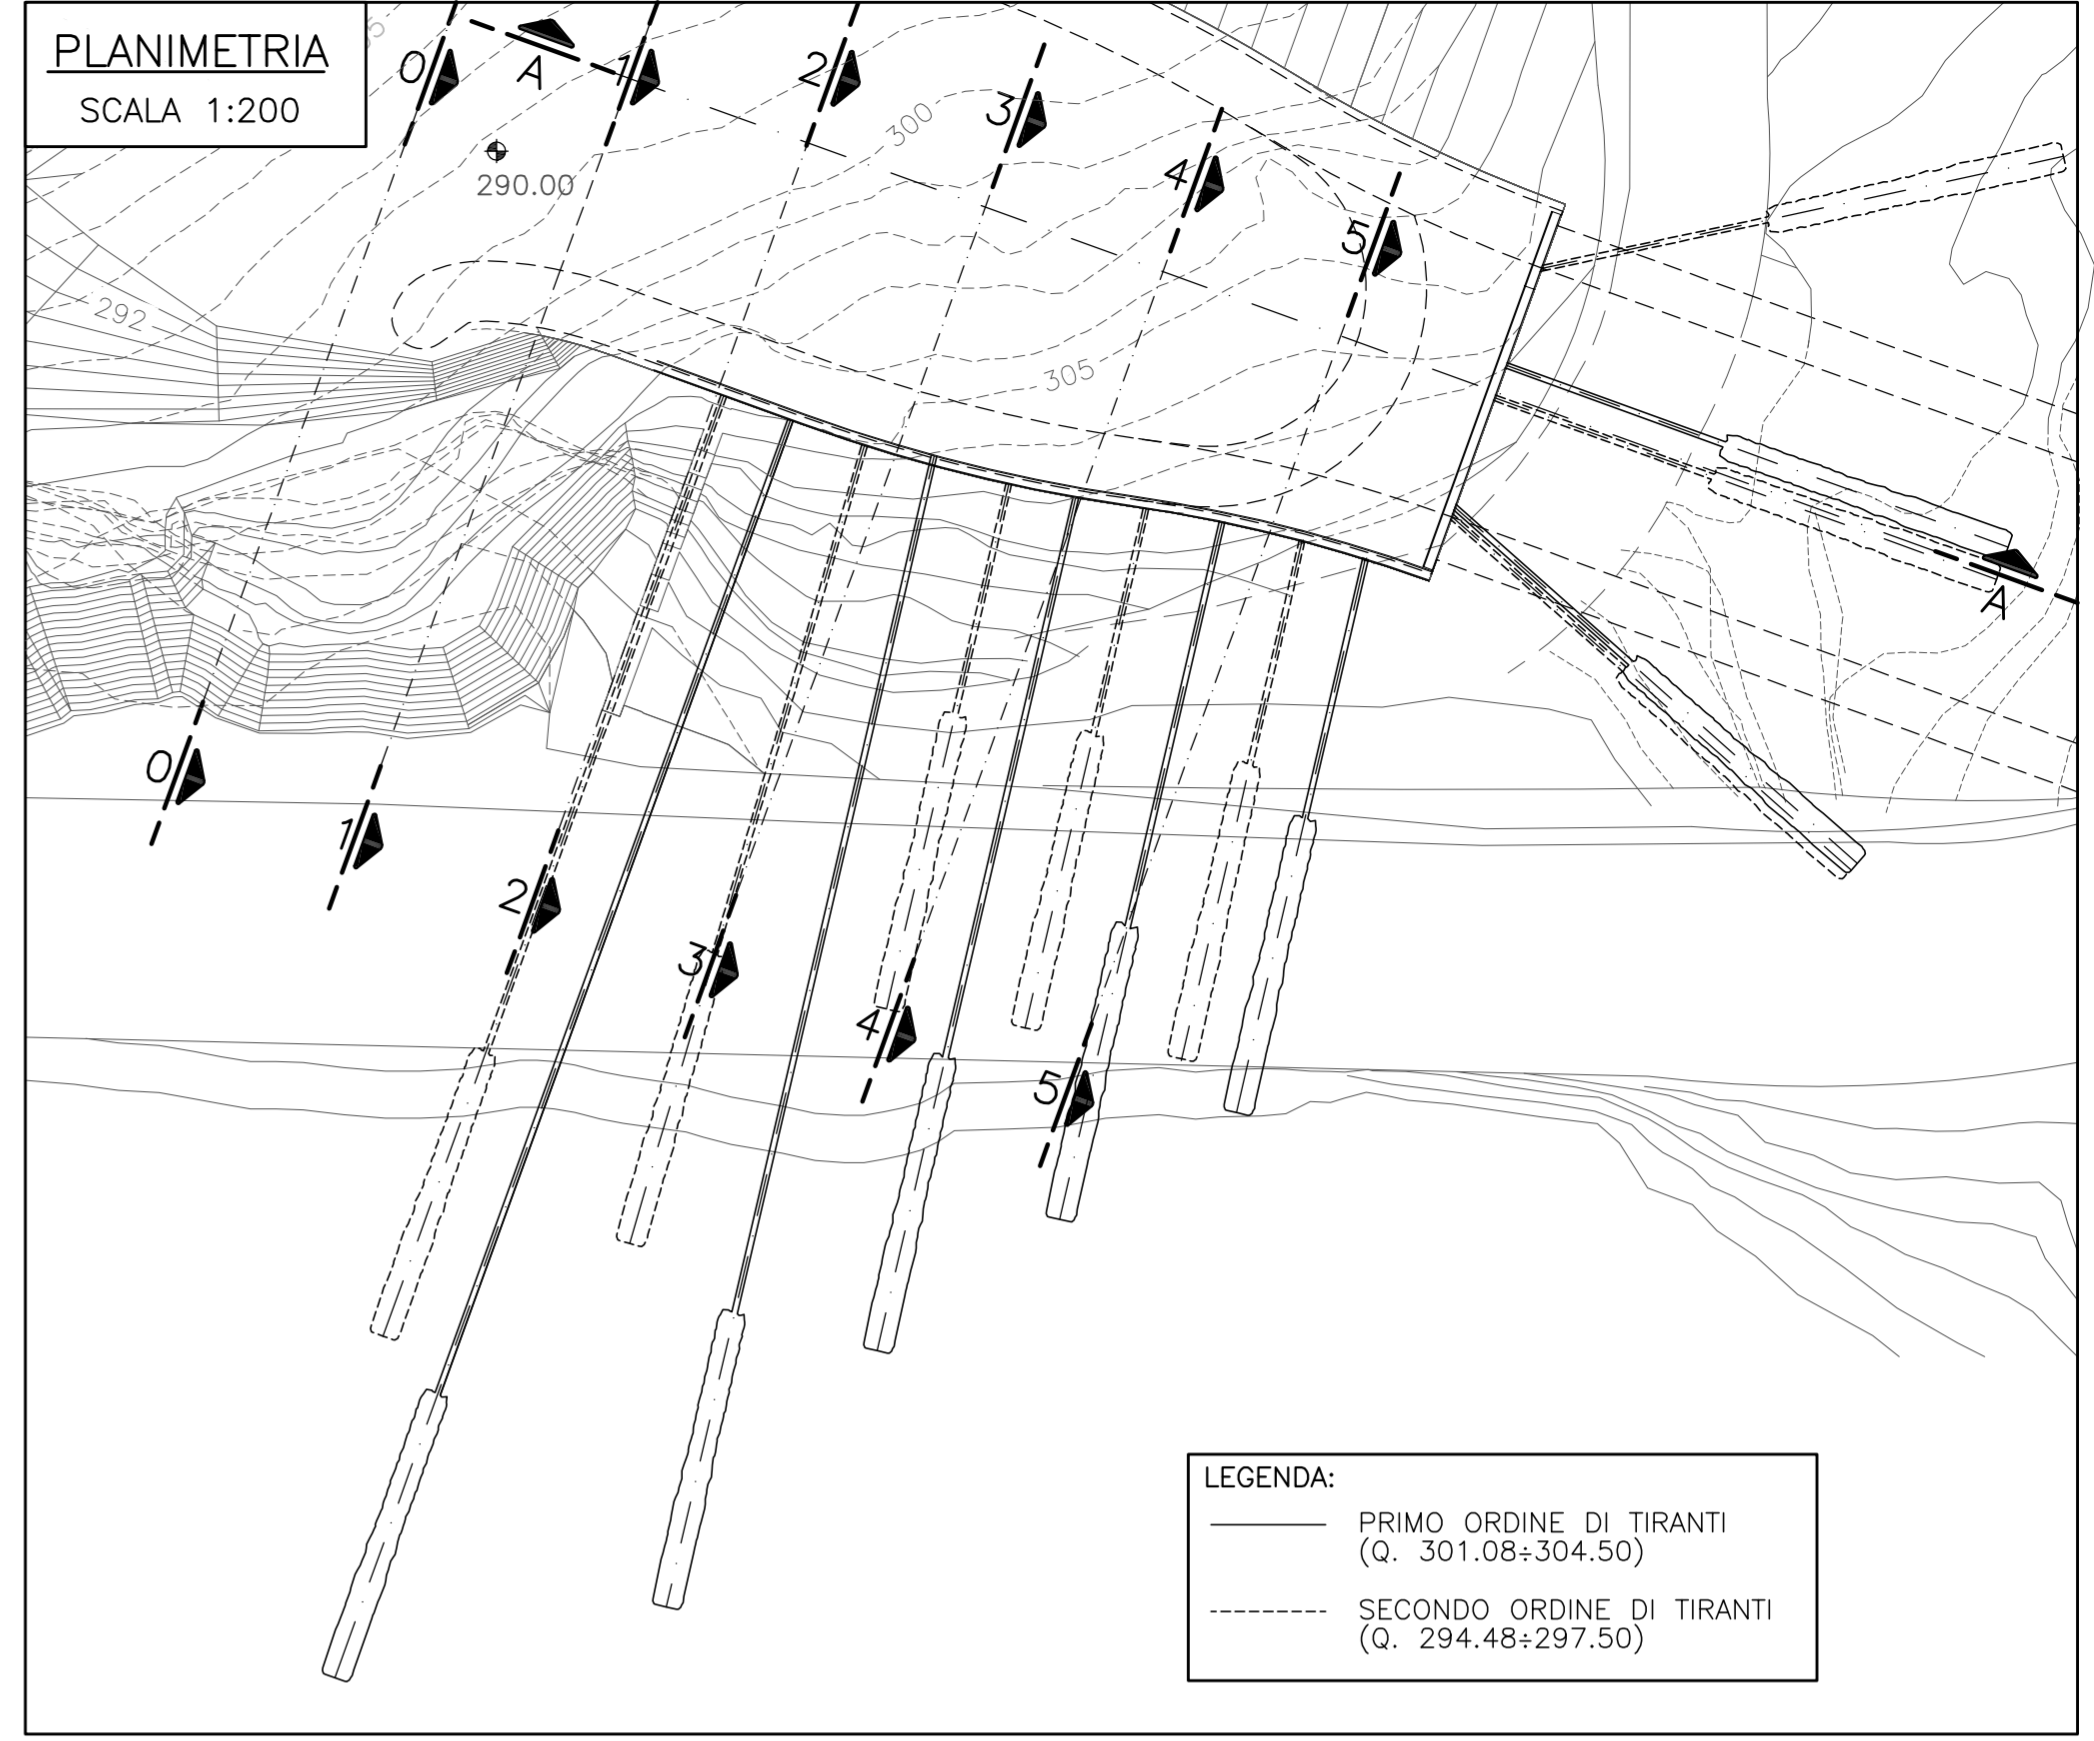 PLANIMETRIA
SCALA 1:200
0
A
1
2
3
4
5
300
290.00
292
305
A
0
1
2
3
4
5
LEGENDA:
PRIMO ORDINE DI TIRANTI
(Q. 301.08÷304.50)
SECONDO ORDINE DI TIRANTI
(Q. 294.48÷297.50)